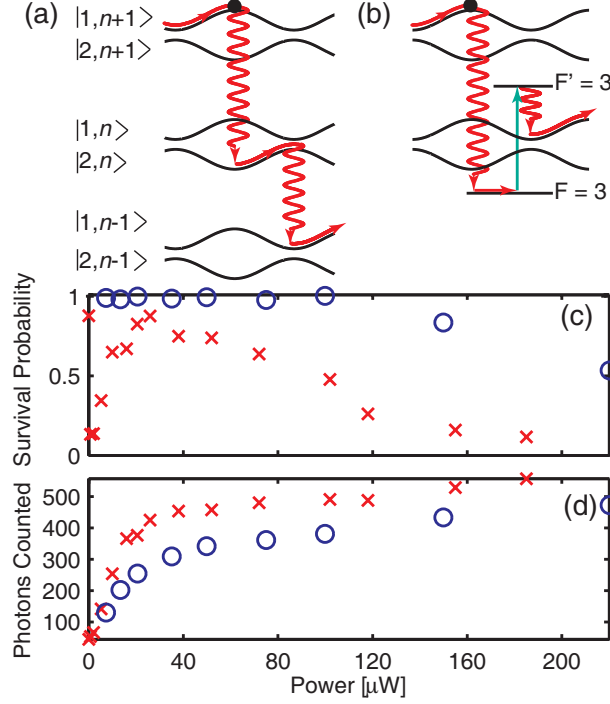 (a)
(b)
|1,n+1>
|2,n+1>
F' = 3
|1,n>
|2,n>
F = 3
|1,n-1>
|2,n-1>
(c)
Survival Probability
1
0.5
0
(d)
Photons Counted
500
400
300
200
100
0 40 80 120 160 200
Power [μW]